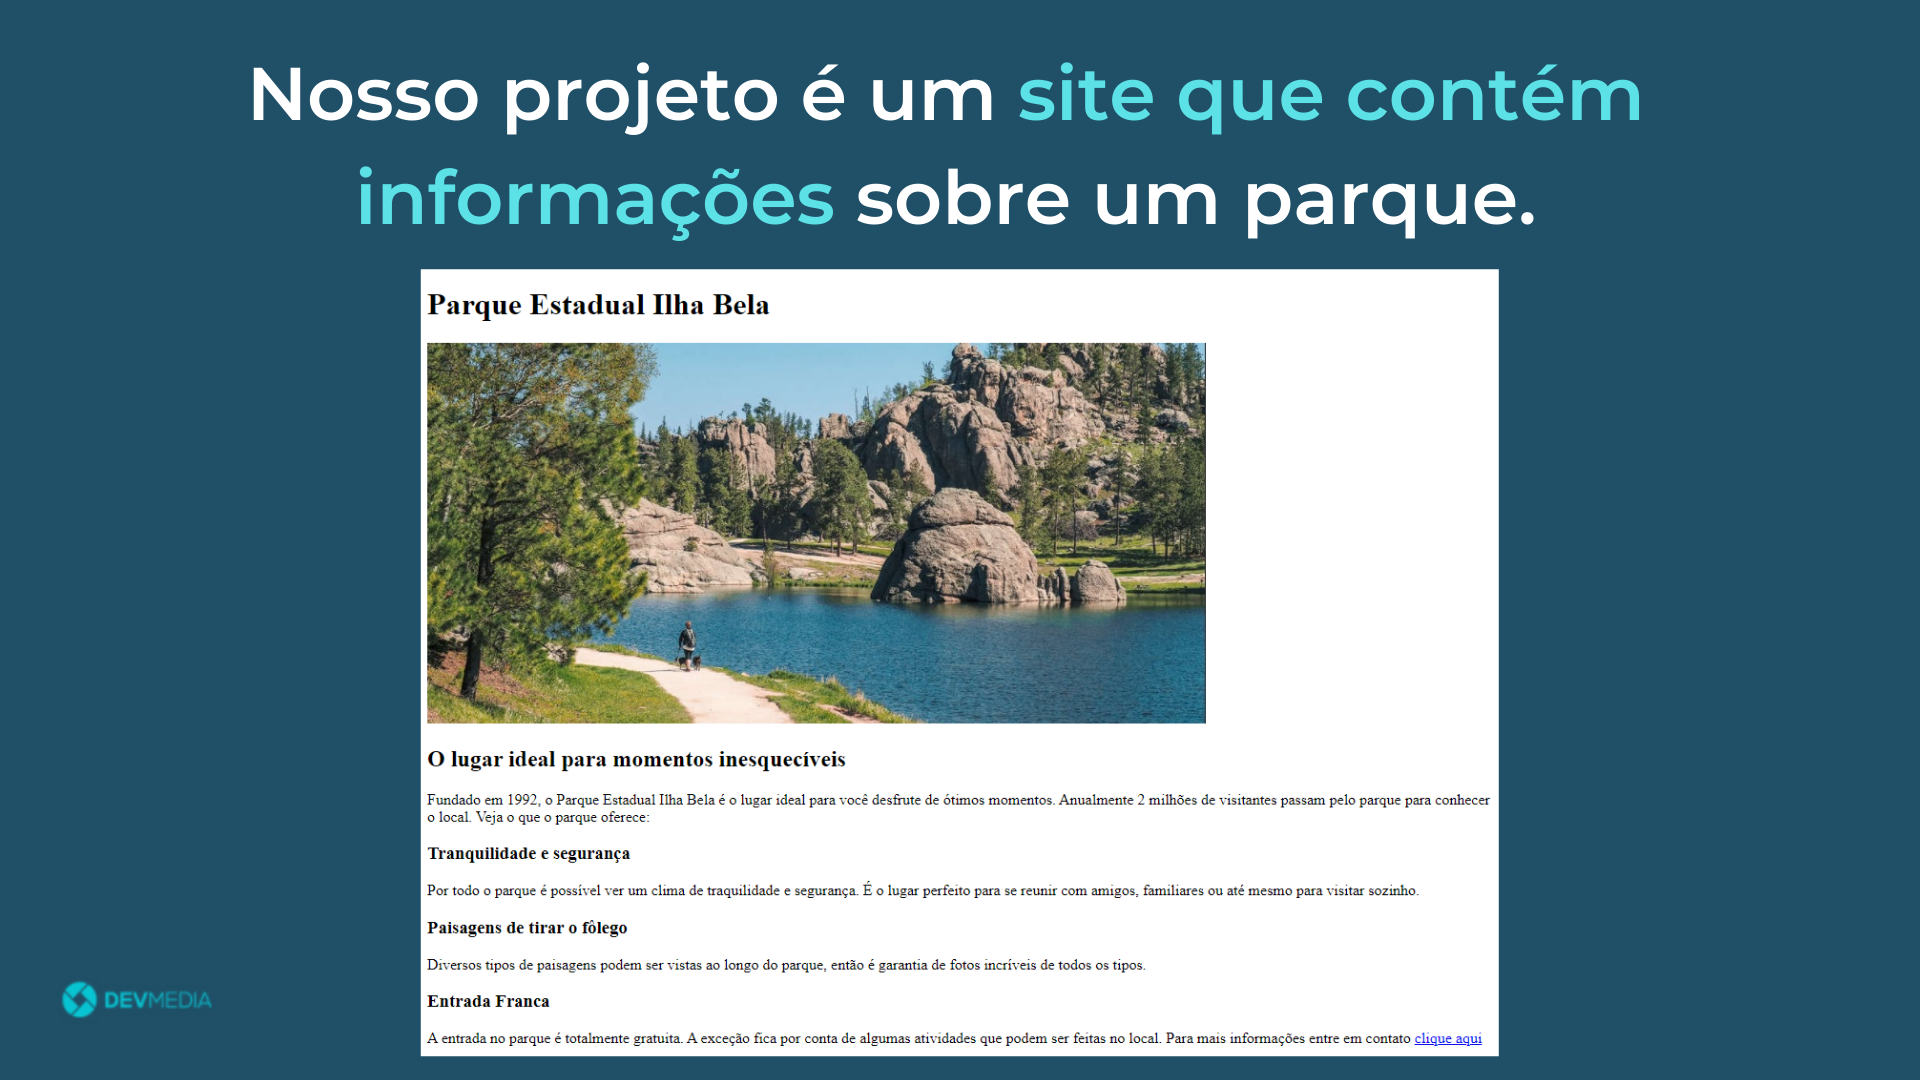 Nosso projeto é um site que contém
informações sobre um parque.
Parque Estadual Ilha Bela
O lugar ideal para momentos inesquecíveis
Fundado em 1992, o Parque Estadual Ilha Bela é o lugar ideal para você desfrute de ótimos momentos. Anualmente 2 milhões de visitantes passam pelo parque para conhecer
o local. Veja o que o parque oferece:
Tranquilidade e segurança
Por todo o parque é possível ver um clima de traquilidade e segurança. É o lugar perfeito para se reunir com amigos, familiares ou até mesmo para visitar sozinho.
Paisagens de tirar o fôlego
Diversos tipos de paisagens podem ser vistas ao longo do parque, então é garantia de fotos incríveis de todos os tipos.
Entrada Franca
A entrada no parque é totalmente gratuita. A exceção fica por conta de algumas atividades que podem ser feitas no local. Para mais informações entre em contato clique aqui
DEVMEDIA